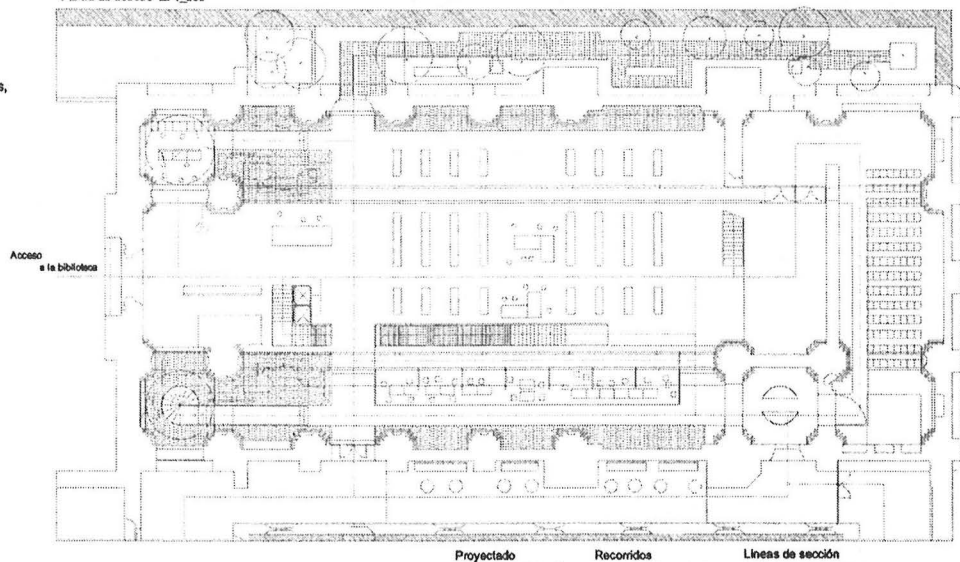 s,
Acceso
a la biblioteca
Proyectado
Recorridos
Líneas de sección